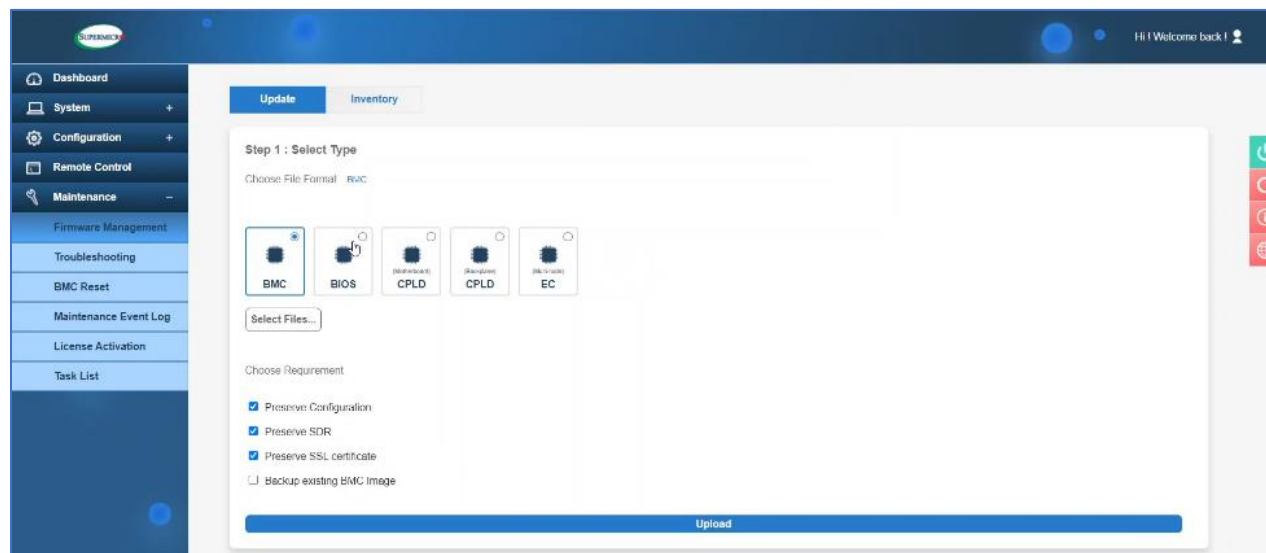 SUPERMICR
Hi ! Welcome back !
Dashboard
System +
Configuration +
Remote Control
Maintenance −
Firmware Management
Troubleshooting
BMC Reset
Maintenance Event Log
License Activation
Task List
Update Inventory
Step 1 : Select Type
Choose File Format BMC
(Motherboard) (Backplane) (Multi-node)
BMC BIOS CPLD CPLD EC
Select Files...
Choose Requirement
Preserve Configuration
Preserve SDR
Preserve SSL certificate
Backup existing BMC Image
Upload